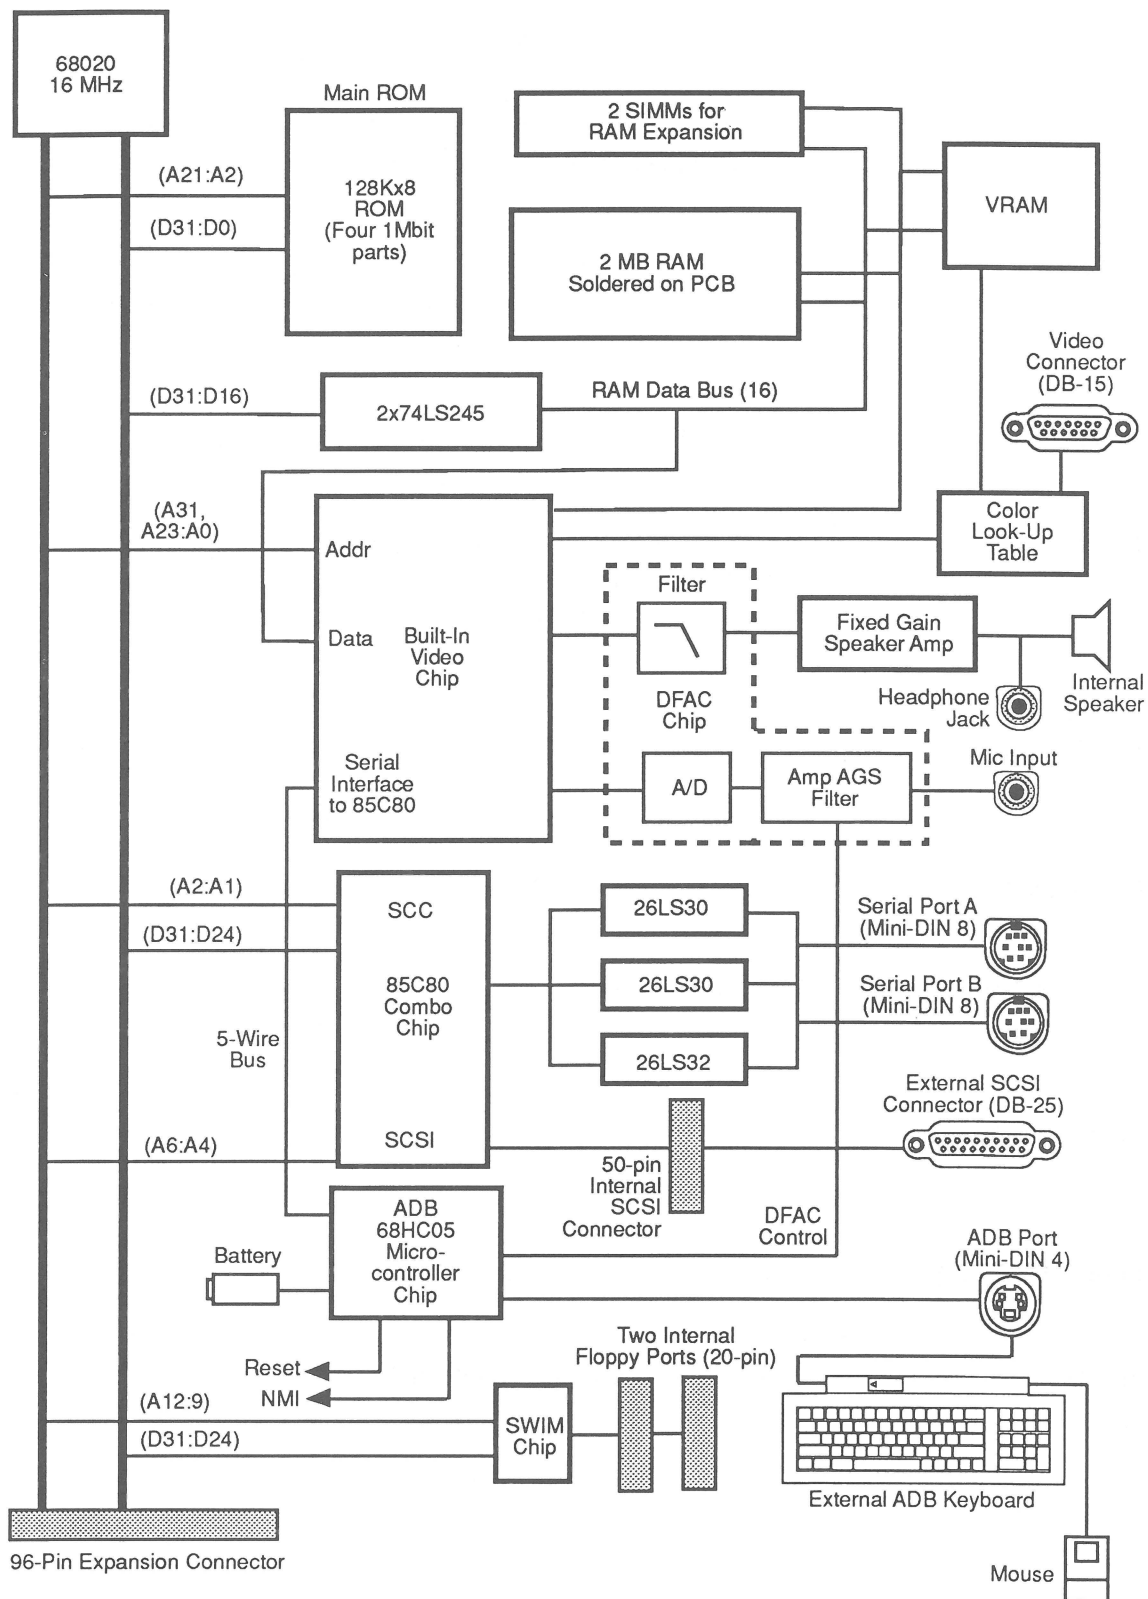 68020
16 MHz
Main ROM
128Kx8
ROM
(Four 1Mbit
parts)
(A21:A2)
(D31:D0)
2 SIMMs for
RAM Expansion
VRAM
2 MB RAM
Soldered on PCB
Video
Connector
(DB-15)
(D31:D16)
2x74LS245
RAM Data Bus (16)
(A31,
A23:A0)
Addr
Data
Built-In
Video
Chip
Serial
Interface
to 85C80
Color
Look-Up
Table
Filter
DFAC
Chip
Fixed Gain
Speaker Amp
Internal
Speaker
Headphone
Jack
A/D
Amp AGS
Filter
Mic Input
(A2:A1)
(D31:D24)
SCC
85C80
Combo
Chip
SCSI
26LS30
26LS30
26LS32
Serial Port A
(Mini-DIN 8)
Serial Port B
(Mini-DIN 8)
5-Wire
Bus
External SCSI
Connector (DB-25)
(A6:A4)
50-pin
Internal
SCSI
Connector
DFAC
Control
ADB
68HC05
Micro-
controller
Chip
Battery
ADB Port
(Mini-DIN 4)
Reset
NMI
Two Internal
Floppy Ports (20-pin)
(A12:9)
(D31:D24)
SWIM
Chip
External ADB Keyboard
96-Pin Expansion Connector
Mouse